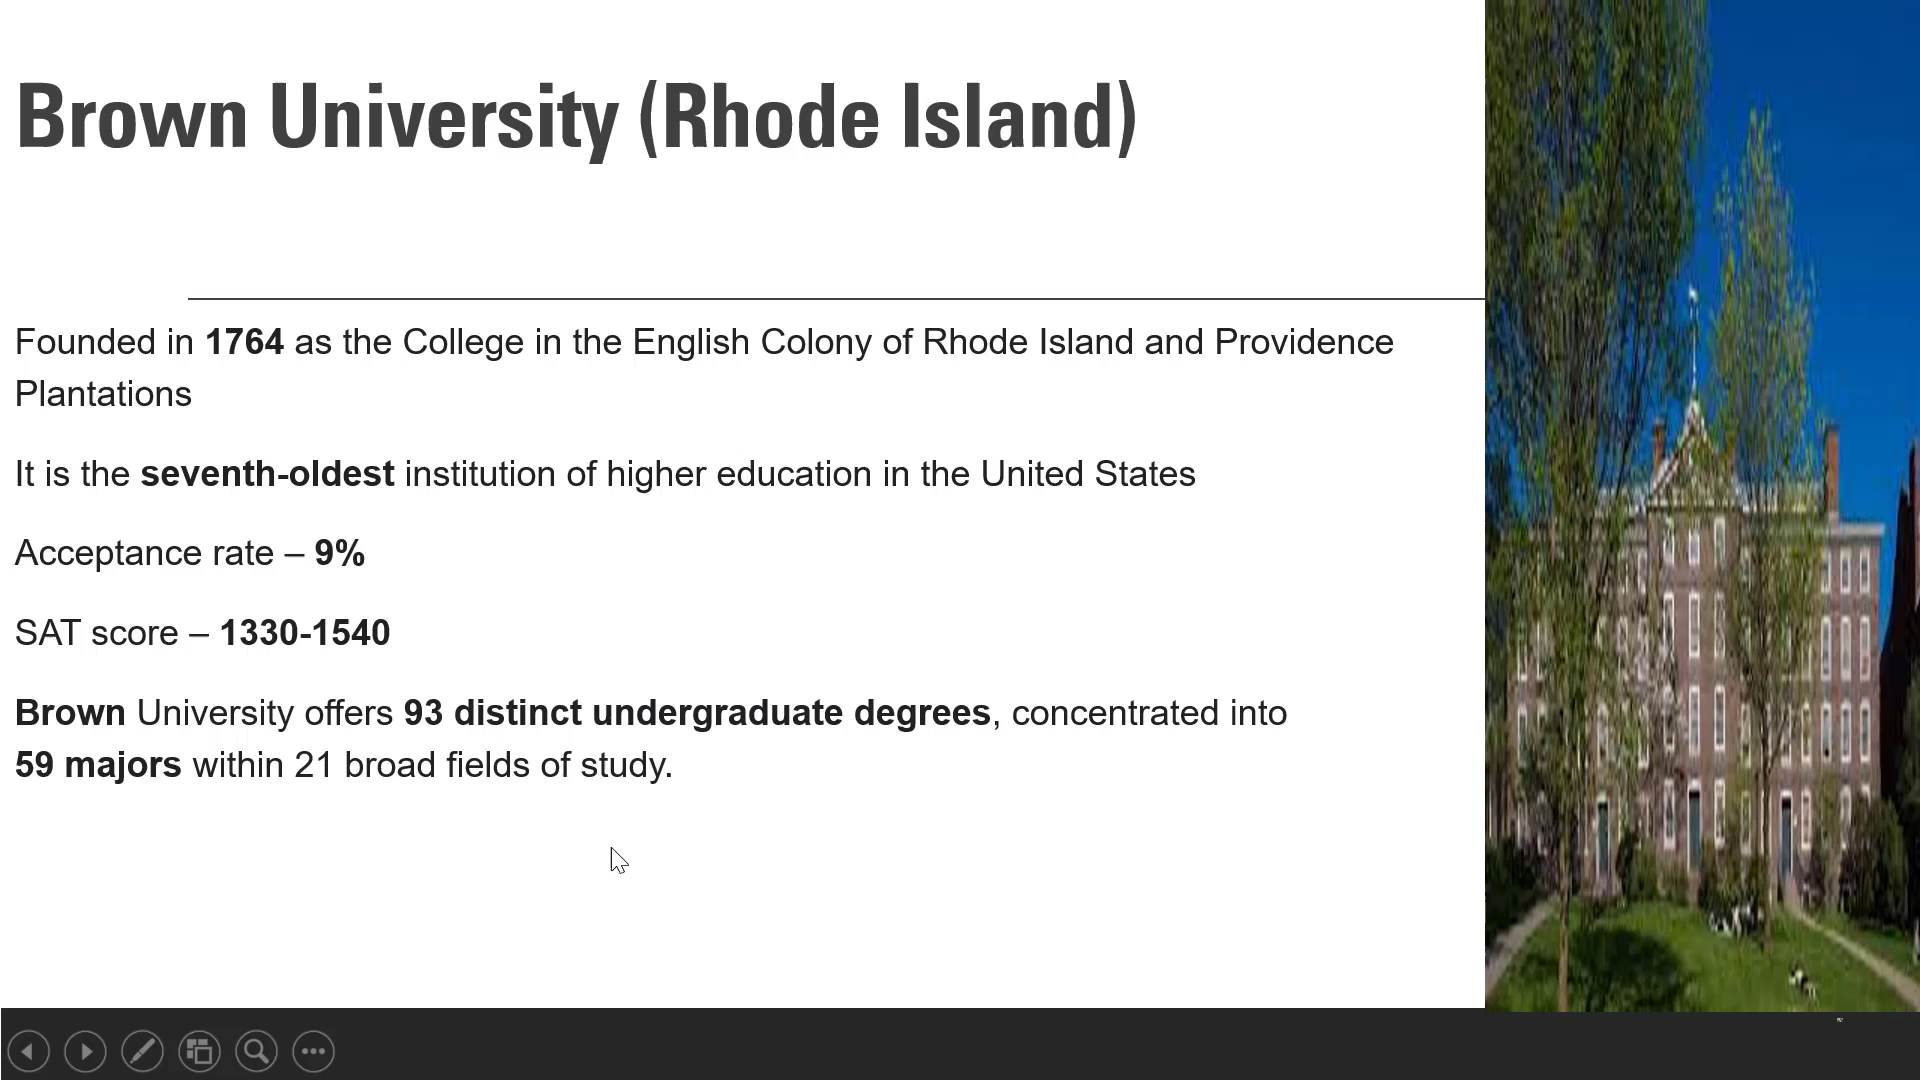 Brown University (Rhode Island)
Founded in 1764 as the College in the English Colony of Rhode Island and Providence
Plantations
It is the seventh-oldest institution of higher education in the United States
Acceptance rate – 9%
SAT score – 1330-1540
Brown University offers 93 distinct undergraduate degrees, concentrated into
59 majors within 21 broad fields of study.